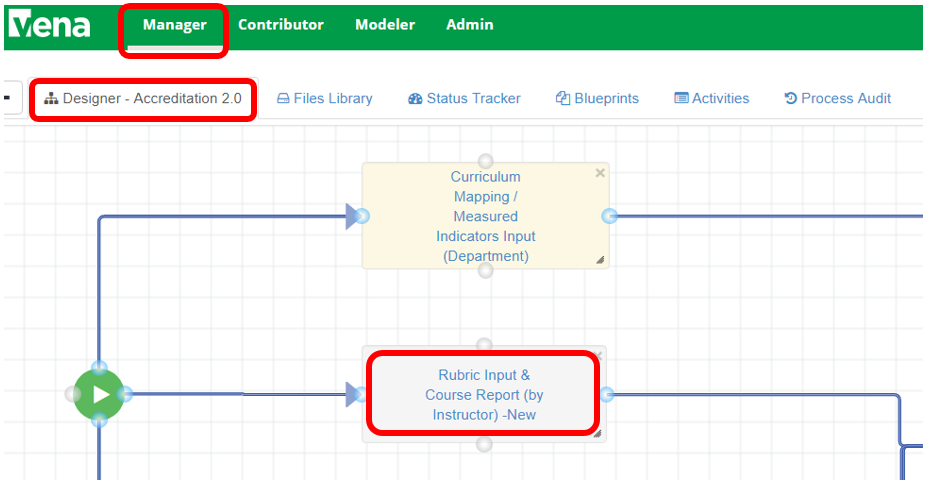 vena
Manager
Contributor
Modeler
Admin
Designer - Accreditation 2.0
Files Library
Status Tracker
Blueprints
Activities
Process Audit
Curriculum
Mapping /
Measured
Indicators Input
(Department)
Rubric Input &
Course Report (by
Instructor) -New